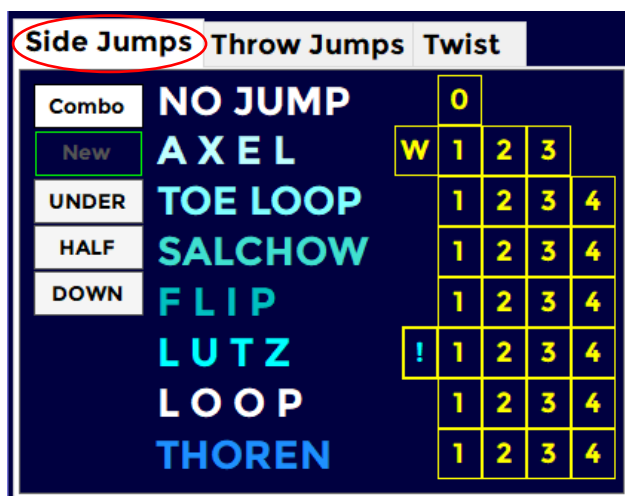 Side Jumps Throw Jumps Twist
Combo NO JUMP 0
New AXEL W 1 2 3
UNDER TOE LOOP 1 2 3 4
HALF SALCHOW 1 2 3 4
DOWN FLIP 1 2 3 4
LUTZ ! 1 2 3 4
LOOP 1 2 3 4
THOREN 1 2 3 4